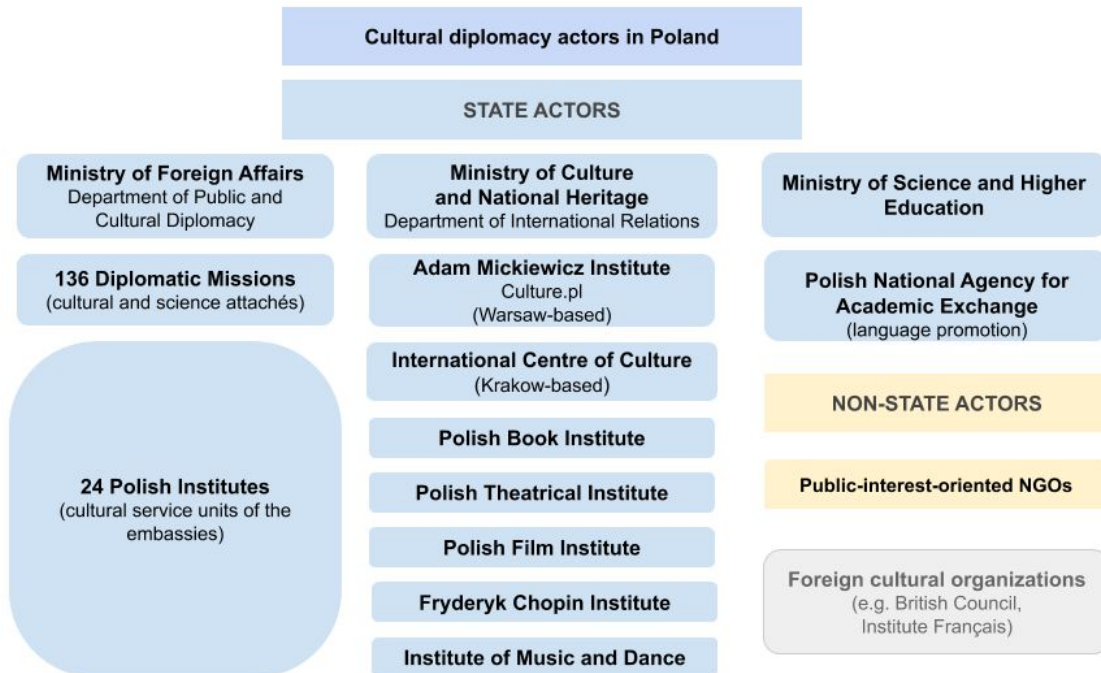 Cultural diplomacy actors in Poland
STATE ACTORS
Ministry of Foreign Affairs
Department of Public and
Cultural Diplomacy
136 Diplomatic Missions
(cultural and science attachés)
24 Polish Institutes
(cultural service units of the
embassies)
Ministry of Culture
and National Heritage
Department of International Relations
Adam Mickiewicz Institute
Culture.pl
(Warsaw-based)
International Centre of Culture
(Krakow-based)
Polish Book Institute
Polish Theatrical Institute
Polish Film Institute
Fryderyk Chopin Institute
Institute of Music and Dance
Ministry of Science and Higher
Education
Polish National Agency for
Academic Exchange
(language promotion)
NON-STATE ACTORS
Public-interest-oriented NGOs
Foreign cultural organizations
(e.g. British Council,
Institute Français)